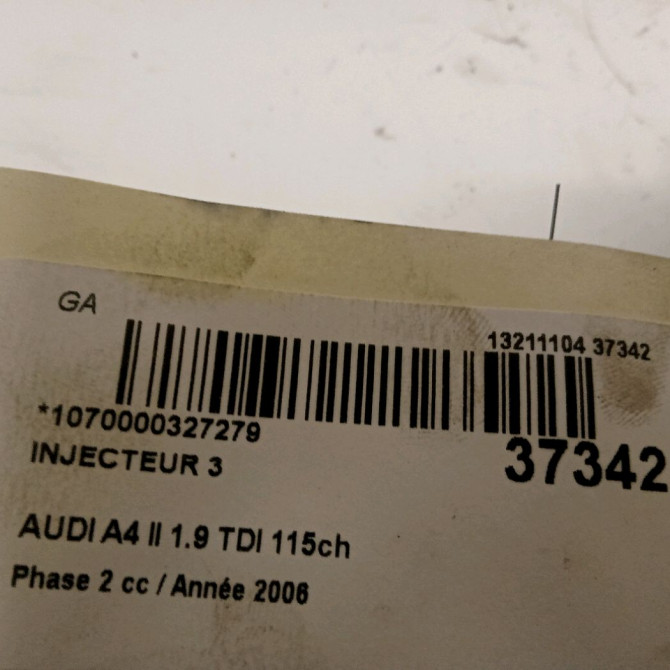 GA
13211104 37342
*1070000327279
37342
INJECTEUR 3
AUDI A4 II 1.9 TDI 115ch
Phase 2 cc / Année 2006